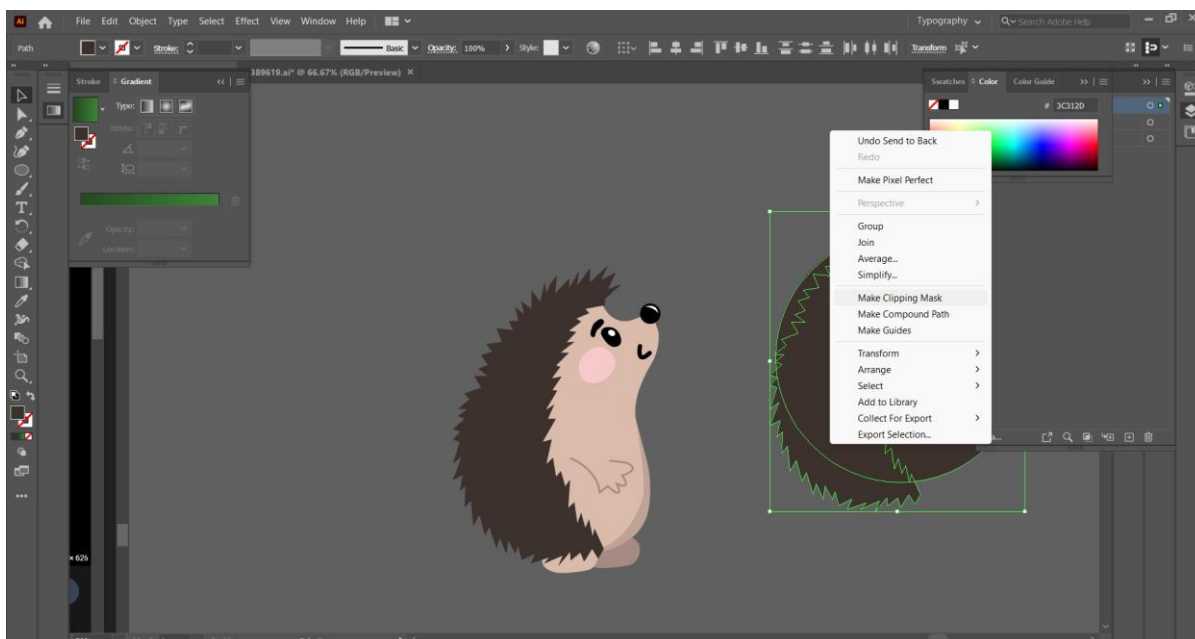 Ai File Edit Object Type Select Effect View Window Help Typography Search Adobe Help
Path Stroke: Basic Opacity: 100% Style: Transform
389619.ai* @ 66.67% (RGB/Preview) ×
Stroke Gradient
Type:
Stroke:
Opacity:
Location:
Swatches Color Color Guide
# 3C312D
Undo Send to Back
Redo
Make Pixel Perfect
Perspective
Group
Join
Average...
Simplify...
Make Clipping Mask
Make Compound Path
Make Guides
Transform
Arrange
Select
Add to Library
Collect For Export
Export Selection...
× 626